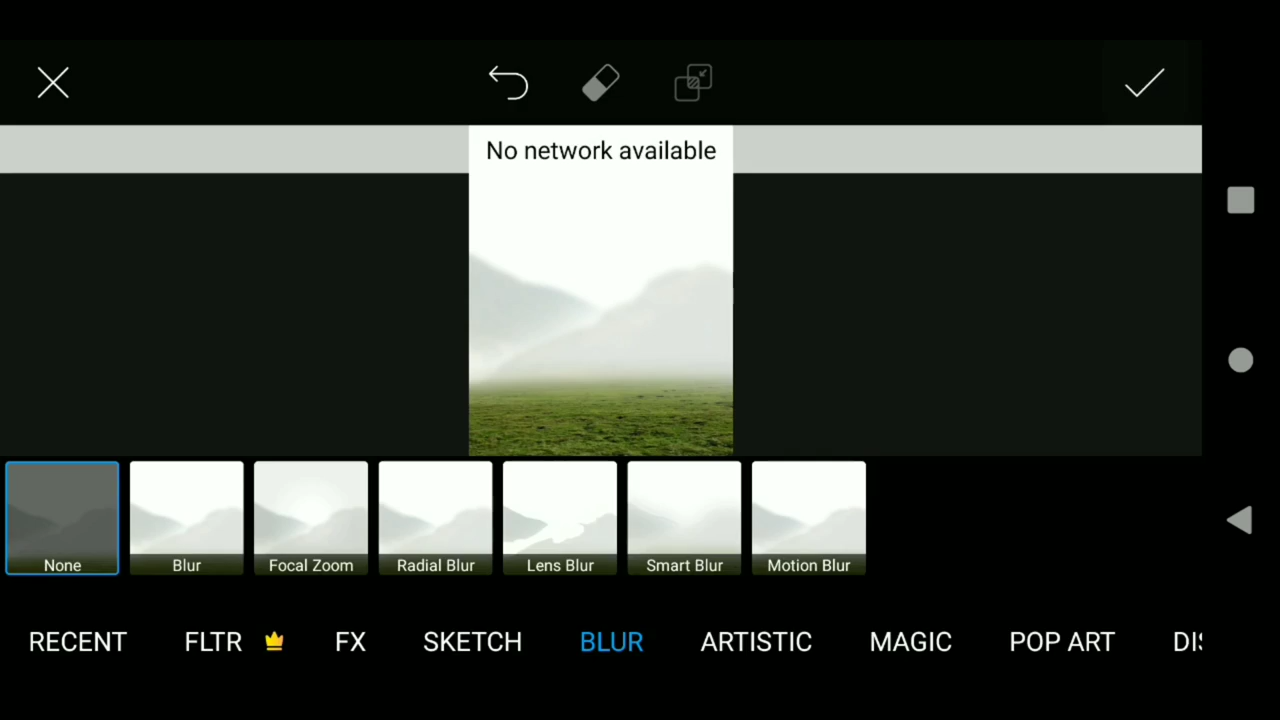 No network available
None Blur Focal Zoom Radial Blur Lens Blur Smart Blur Motion Blur
RECENT FLTR FX SKETCH BLUR ARTISTIC MAGIC POP ART